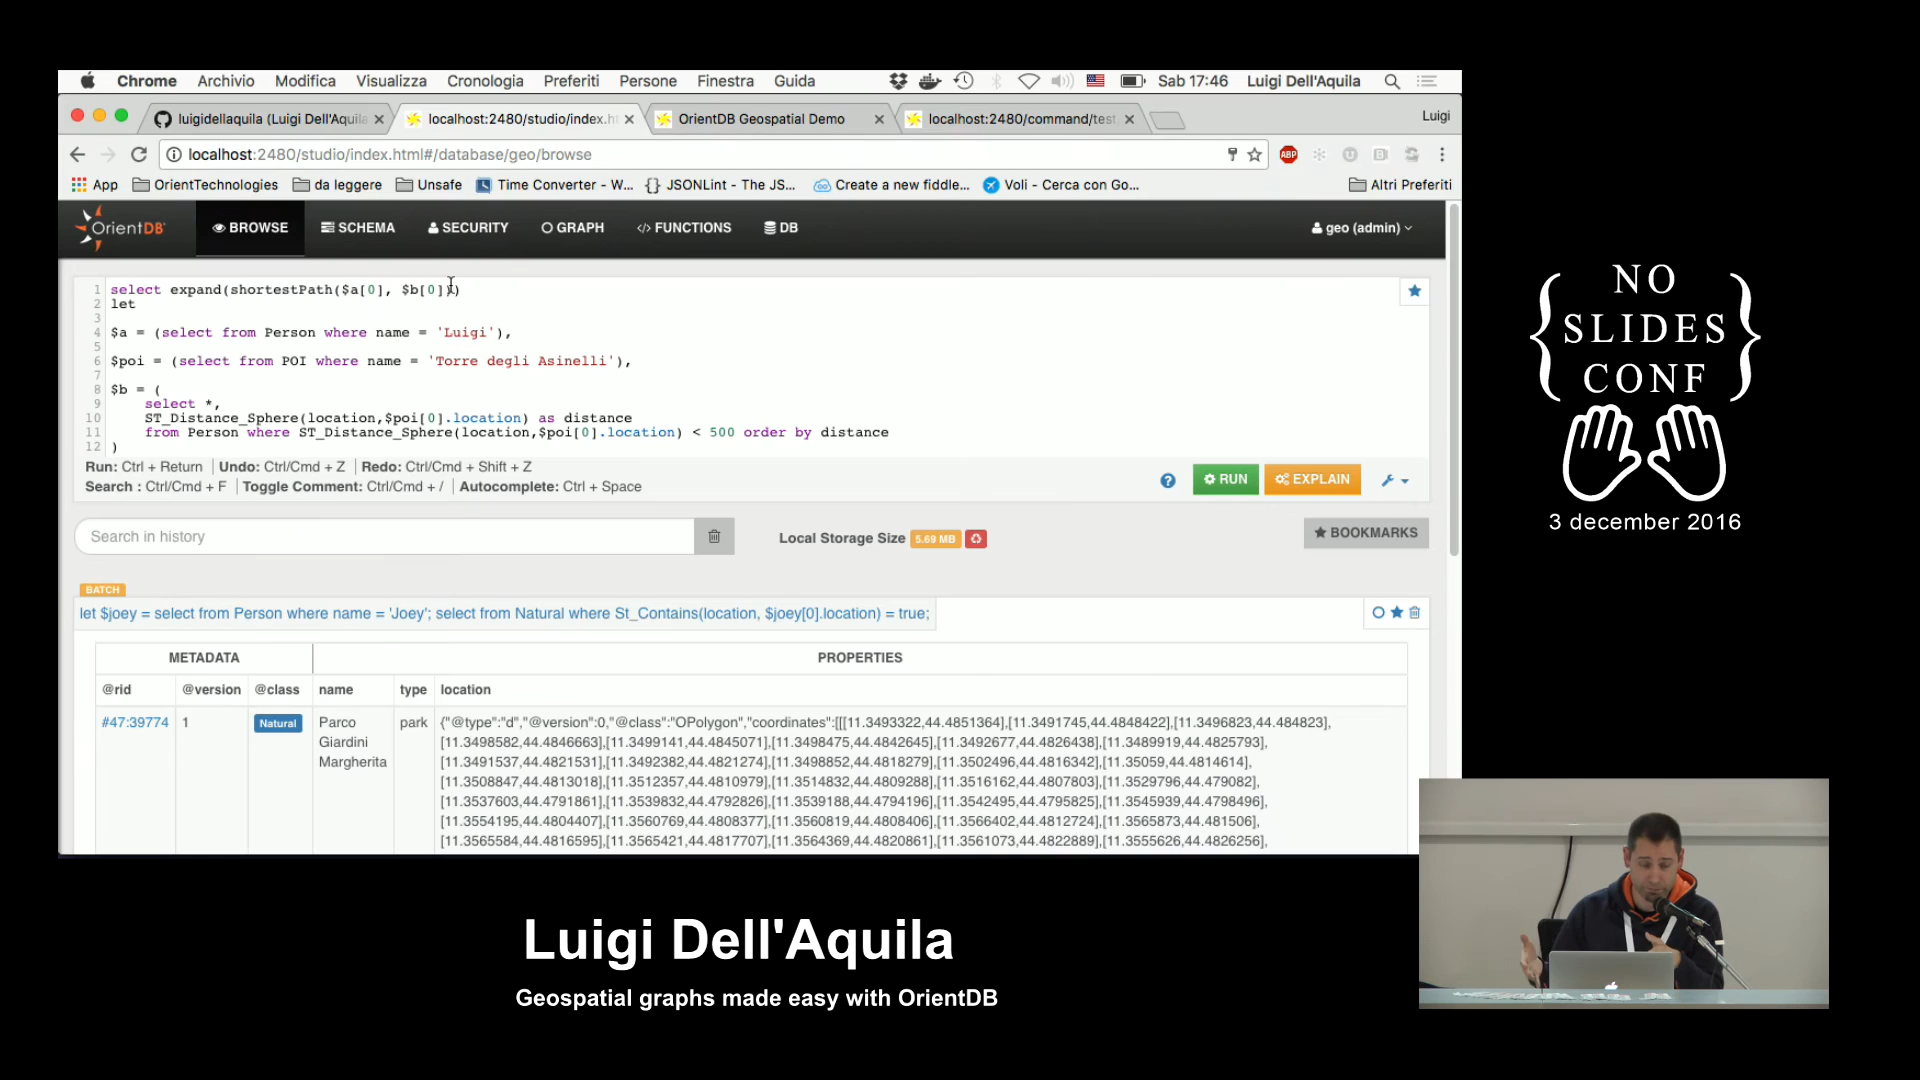 Chrome Archivio Modifica Visualizza Cronologia Preferiti Persone Finestra Guida Sab 17:46 Luigi Dell'Aquila
luigidellaquila (Luigi Dell'Aquila localhost:2480/studio/index.h OrientDB Geospatial Demo localhost:2480/command/test Luigi
localhost:2480/studio/index.html#/database/geo/browse ABP
App OrientTechnologies da leggere Unsafe Time Converter - W... {} JSONLint - The JS... Create a new fiddle... Voli - Cerca con Go... Altri Preferiti
OrientDB BROWSE SCHEMA SECURITY GRAPH </> FUNCTIONS DB geo (admin)
1 select expand(shortestPath($a[0], $b[0]))
2 let
3
4 $a = (select from Person where name = 'Luigi'),
5
6 $poi = (select from POI where name = 'Torre degli Asinelli'),
7
8 $b = (
9 select *,
10 ST_Distance_Sphere(location,$poi[0].location) as distance
11 from Person where ST_Distance_Sphere(location,$poi[0].location) < 500 order by distance
12 )
Run: Ctrl + Return Undo: Ctrl/Cmd + Z Redo: Ctrl/Cmd + Shift + Z
Search : Ctrl/Cmd + F Toggle Comment: Ctrl/Cmd + / Autocomplete: Ctrl + Space
? RUN EXPLAIN
Search in history Local Storage Size 5.69 MB BOOKMARKS
BATCH
let $joey = select from Person where name = 'Joey'; select from Natural where St_Contains(location, $joey[0].location) = true;
METADATA PROPERTIES
@rid @version @class name type location
#47:39774 1 Natural Parco Giardini Margherita park {"@type":"d","@version":0,"@class":"OPolygon","coordinates":[[[11.3493322,44.4851364],[11.3491745,44.4848422],[11.3496823,44.484823],
[11.3498582,44.4846663],[11.3499141,44.4845071],[11.3498475,44.4842645],[11.3492677,44.4826438],[11.3489919,44.4825793],
[11.3491537,44.4821531],[11.3492382,44.4821274],[11.3498852,44.4818279],[11.3502496,44.4816342],[11.35059,44.4814614],
[11.3508847,44.4813018],[11.3512357,44.4810979],[11.3514832,44.4809288],[11.3516162,44.4807803],[11.3529796,44.479082],
[11.3537603,44.4791861],[11.3539832,44.4792826],[11.3539188,44.4794196],[11.3542495,44.4795825],[11.3545939,44.4798496],
[11.3554195,44.4804407],[11.3560769,44.4808377],[11.3560819,44.4808406],[11.3566402,44.4812724],[11.3565873,44.481506],
[11.3565584,44.4816595],[11.3565421,44.4817707],[11.3564369,44.4820861],[11.3561073,44.4822889],[11.3555626,44.4826256],
{ NO
SLIDES
CONF }
3 december 2016
Luigi Dell'Aquila
Geospatial graphs made easy with OrientDB